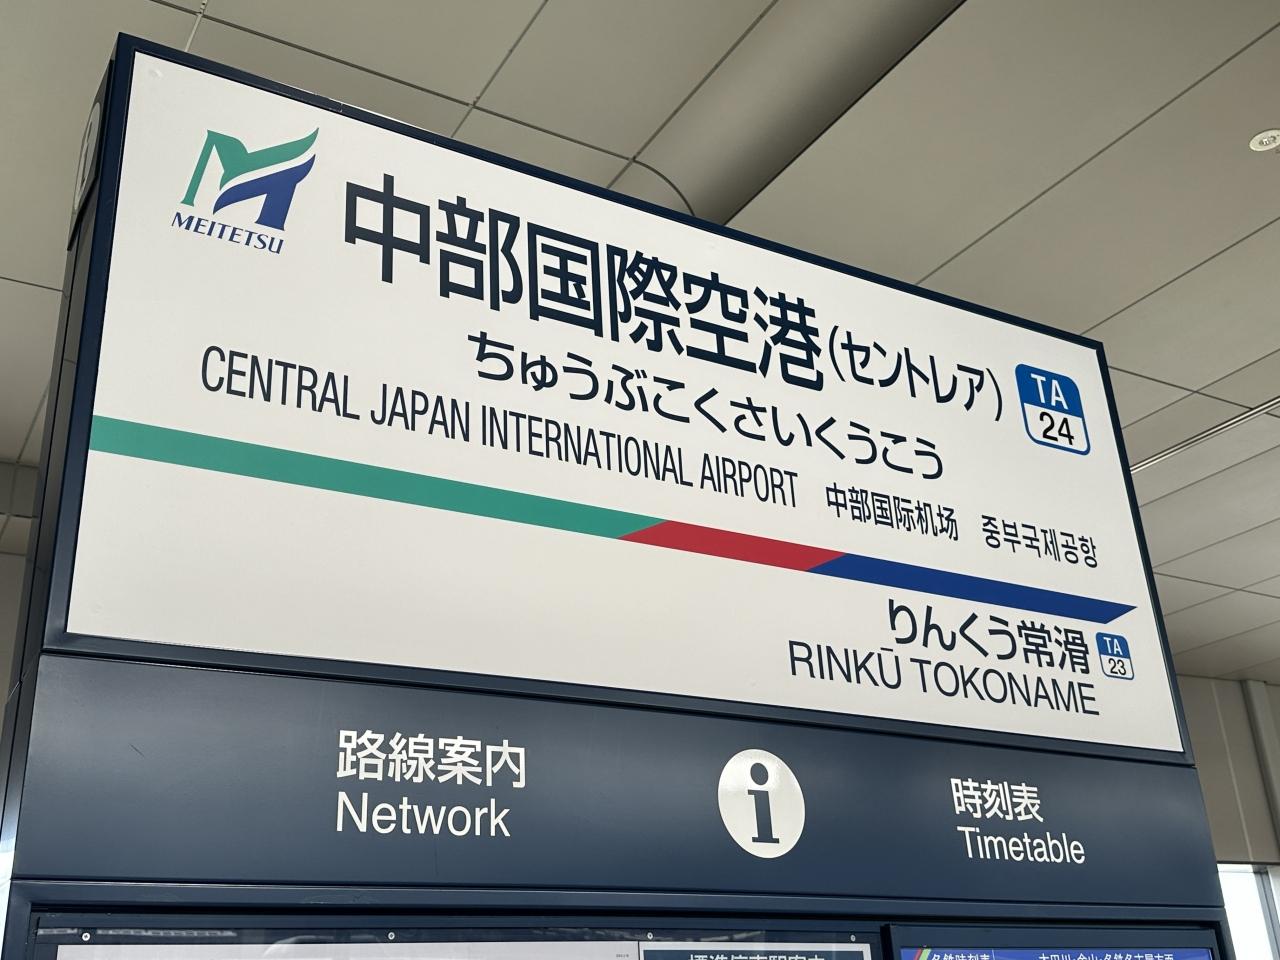 MEITETSU
中部国際空港(セントレア)
TA
24
ちゅうぶこくさいくうこう
CENTRAL JAPAN INTERNATIONAL AIRPORT 中部国际机场 중부국제공항
りんくう常滑
TA
23
RINKŪ TOKONAME
路線案内
Network
i
時刻表
Timetable